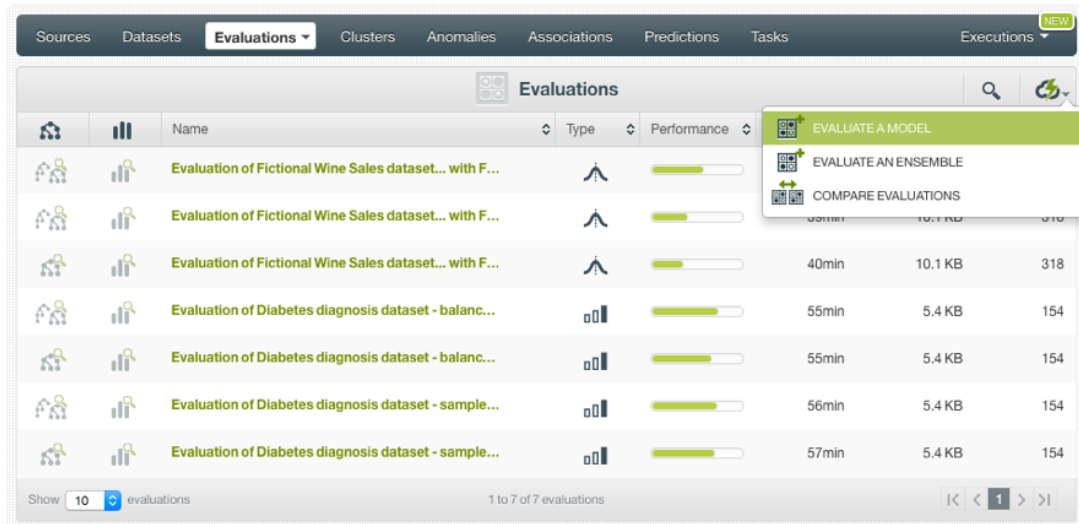 NEW
Sources Datasets Evaluations Clusters Anomalies Associations Predictions Tasks Executions
Evaluations
Name Type Performance
EVALUATE A MODEL
EVALUATE AN ENSEMBLE
COMPARE EVALUATIONS
Evaluation of Fictional Wine Sales dataset... with F...
Evaluation of Fictional Wine Sales dataset... with F... 39min 10.1 KB 318
Evaluation of Fictional Wine Sales dataset... with F... 40min 10.1 KB 318
Evaluation of Diabetes diagnosis dataset - balanc... 55min 5.4 KB 154
Evaluation of Diabetes diagnosis dataset - balanc... 55min 5.4 KB 154
Evaluation of Diabetes diagnosis dataset - sample... 56min 5.4 KB 154
Evaluation of Diabetes diagnosis dataset - sample... 57min 5.4 KB 154
Show 10 evaluations 1 to 7 of 7 evaluations 1